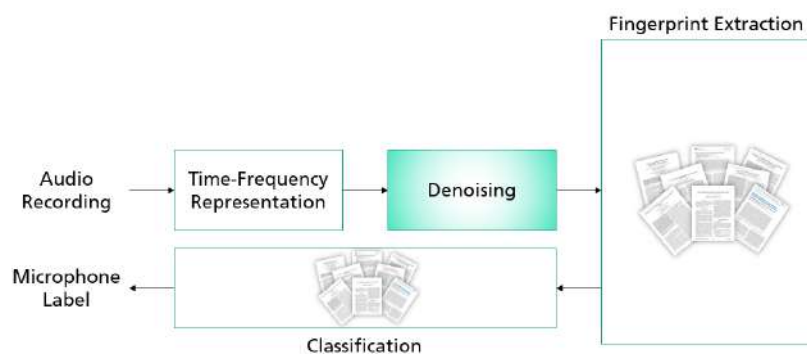 Fingerprint Extraction
Audio
Recording
Time-Frequency
Representation
Denoising
Microphone
Label
Classification